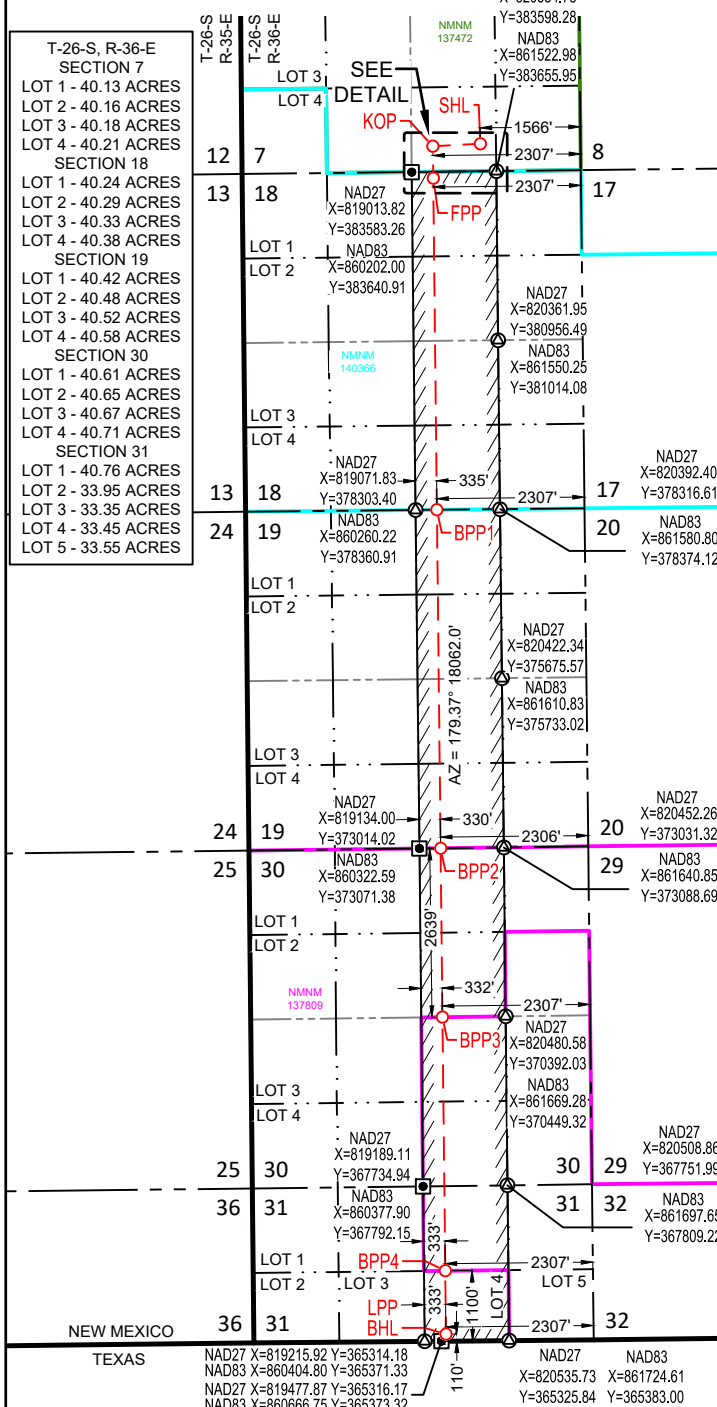 T-26-S, R-36-E
SECTION 7
LOT 1 - 40.13 ACRES
LOT 2 - 40.16 ACRES
LOT 3 - 40.18 ACRES
LOT 4 - 40.21 ACRES
SECTION 18
LOT 1 - 40.24 ACRES
LOT 2 - 40.29 ACRES
LOT 3 - 40.33 ACRES
LOT 4 - 40.38 ACRES
SECTION 19
LOT 1 - 40.42 ACRES
LOT 2 - 40.48 ACRES
LOT 3 - 40.52 ACRES
LOT 4 - 40.58 ACRES
SECTION 30
LOT 1 - 40.61 ACRES
LOT 2 - 40.65 ACRES
LOT 3 - 40.67 ACRES
LOT 4 - 40.71 ACRES
SECTION 31
LOT 1 - 40.76 ACRES
LOT 2 - 33.95 ACRES
LOT 3 - 33.35 ACRES
LOT 4 - 33.45 ACRES
LOT 5 - 33.55 ACRES
T-26-S
R-35-E
T-26-S
R-36-E
NMNM
137472
Y=383598.28
NAD83
X=861522.98
Y=383655.95
LOT 3
LOT 4
SEE
DETAIL
SHL
KOP
1566'
2307'
12 7
8
2307'
13 18
17
FPP
NAD27
X=819013.82
Y=383583.26
NAD83
X=860202.00
Y=383640.91
LOT 1
LOT 2
NAD27
X=820361.95
Y=380956.49
NAD83
X=861550.25
Y=381014.08
NMNM
140366
LOT 3
LOT 4
NAD27
X=819071.83
Y=378303.40
NAD83
X=860260.22
Y=378360.91
335'
2307'
13 18
17
24 19
20
BPP1
NAD27
X=820392.40
Y=378316.61
NAD83
X=861580.80
Y=378374.12
LOT 1
LOT 2
NAD27
X=820422.34
Y=375675.57
NAD83
X=861610.83
Y=375733.02
AZ = 179.37° 18062.0'
LOT 3
LOT 4
NAD27
X=819134.00
Y=373014.02
NAD83
X=860322.59
Y=373071.38
330'
2306'
24 19
20
25 30
29
BPP2
NAD27
X=820452.26
Y=373031.32
NAD83
X=861640.85
Y=373088.69
2639'
LOT 1
LOT 2
NMNM
137809
332'
2307'
BPP3
NAD27
X=820480.58
Y=370392.03
NAD83
X=861669.28
Y=370449.32
LOT 3
LOT 4
NAD27
X=819189.11
Y=367734.94
NAD83
X=860377.90
Y=367792.15
25 30
30 29
36 31
31 32
NAD27
X=820508.86
Y=367751.99
NAD83
X=861697.65
Y=367809.22
333'
LOT 1
LOT 2
LOT 3
BPP4
2307'
LOT 5
LOT 4
1100'
333'
LPP
BHL
2307'
36 31
32
110'
NEW MEXICO
TEXAS
NAD27 X=819215.92 Y=365314.18
NAD83 X=860404.80 Y=365371.33
NAD27 X=819477.87 Y=365316.17
NAD83 X=860666.75 Y=365373.32
NAD27
X=820535.73
Y=365325.84
NAD83
X=861724.61
Y=365383.00